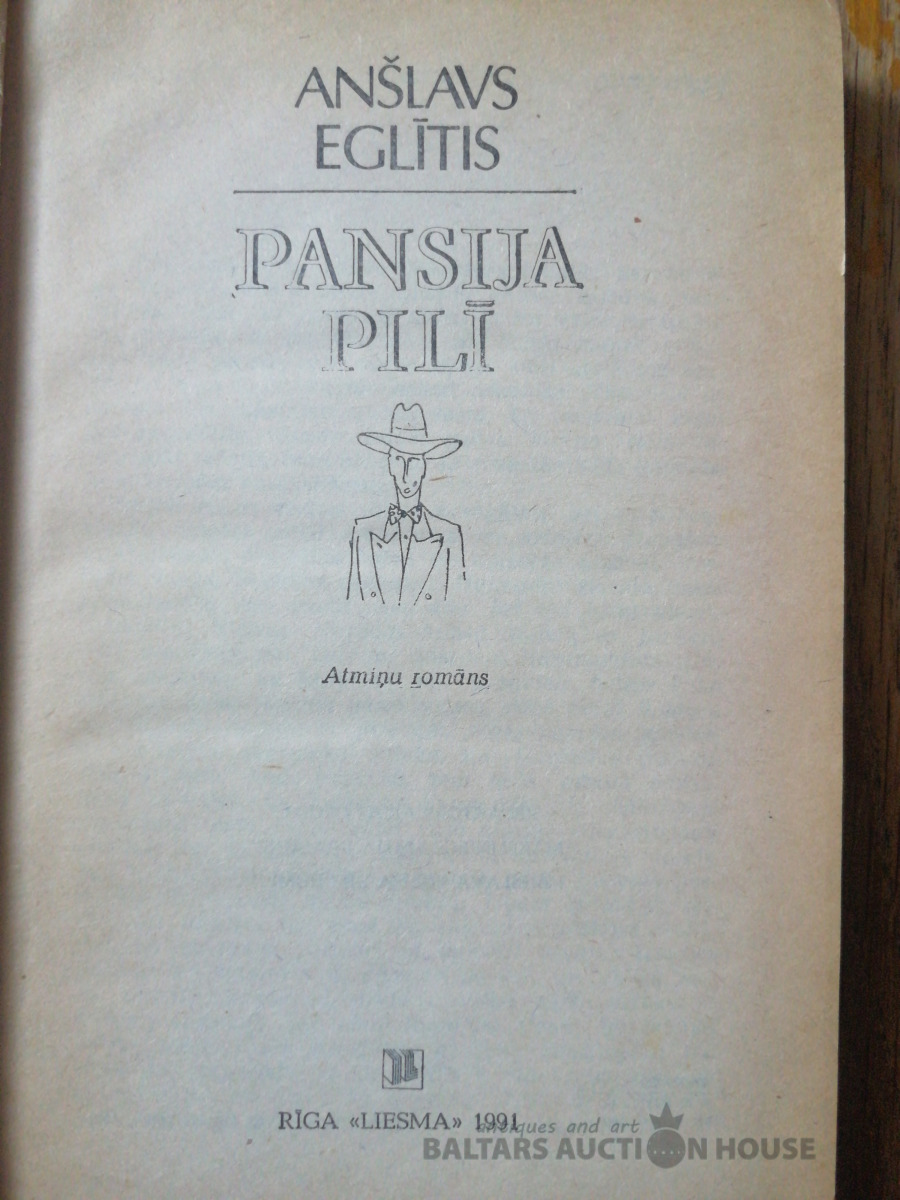 ANŠLAVS
EGLĪTIS
PANSIJA
PILĪ
Atmiņu romāns
RĪGA «LIESMA» 1991
antiques and art
BALTARS AUCTION HOUSE